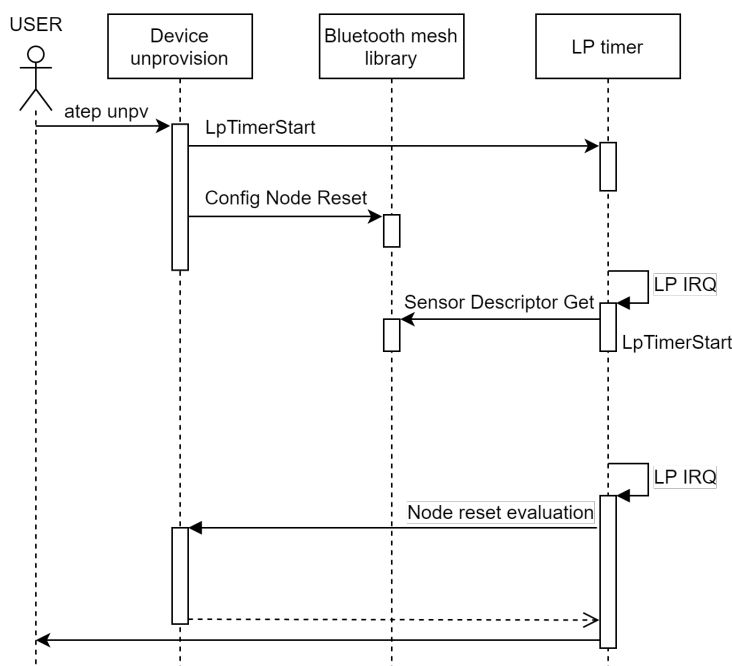 USER
Device
unprovision
Bluetooth mesh
library
LP timer
atep unpv
LpTimerStart
Config Node Reset
LP IRQ
Sensor Descriptor Get
LpTimerStart
LP IRQ
Node reset evaluation